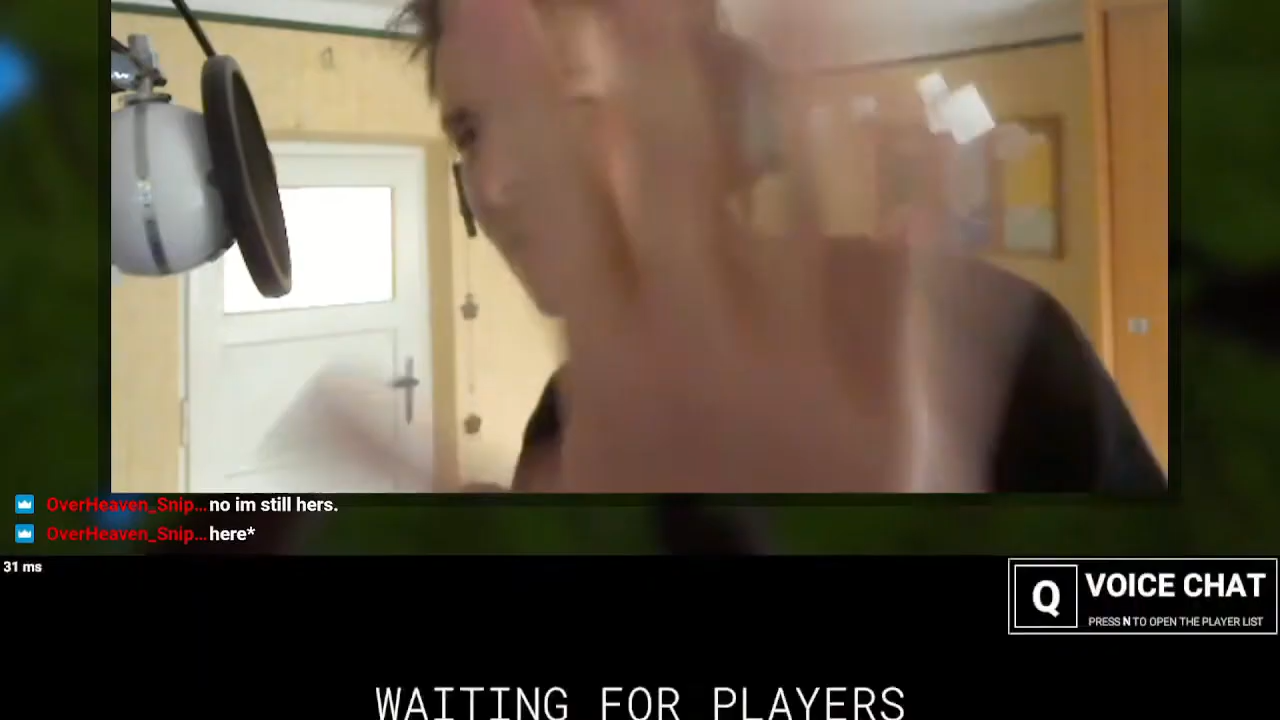 OverHeaven_Snip... no im still hers.
OverHeaven_Snip... here*
31 ms
Q VOICE CHAT
PRESS N TO OPEN THE PLAYER LIST
WAITING FOR PLAYERS